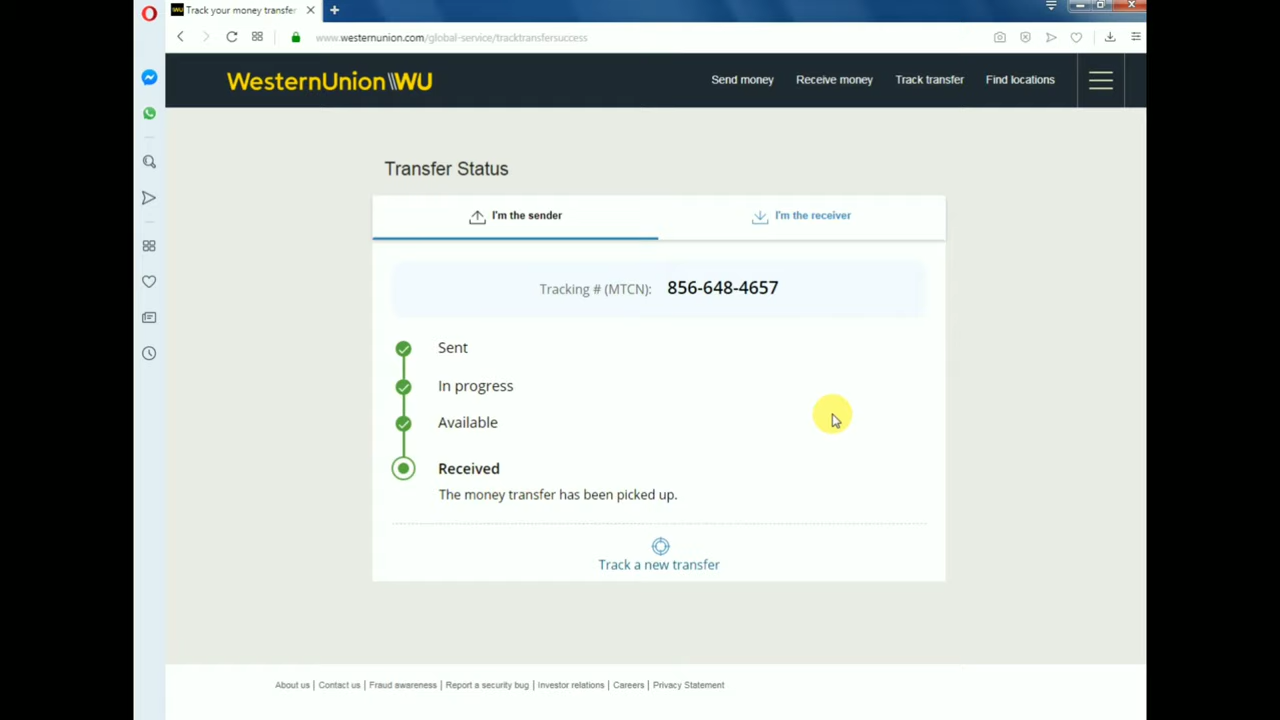 Track your money transfer
www.westernunion.com/global-service/tracktransfersuccess
WesternUnion WU
Send money
Receive money
Track transfer
Find locations
Transfer Status
I'm the sender
I'm the receiver
Tracking # (MTCN): 856-648-4657
Sent
In progress
Available
Received
The money transfer has been picked up.
Track a new transfer
About us | Contact us | Fraud awareness | Report a security bug | Investor relations | Careers | Privacy Statement